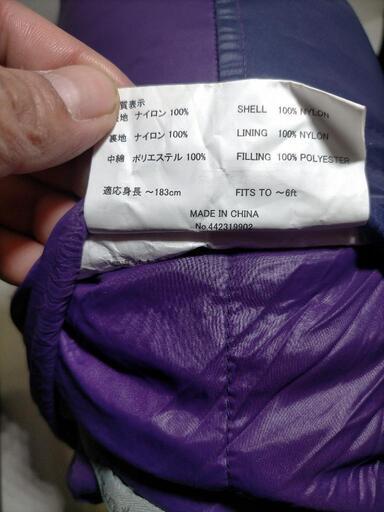 質表示
地 ナイロン 100% SHELL 100% NYLON
裏地 ナイロン 100% LINING 100% NYLON
中綿 ポリエステル 100% FILLING 100% POLYESTER
適応身長 ～183cm FITS TO ～6ft
MADE IN CHINA
No.442319902